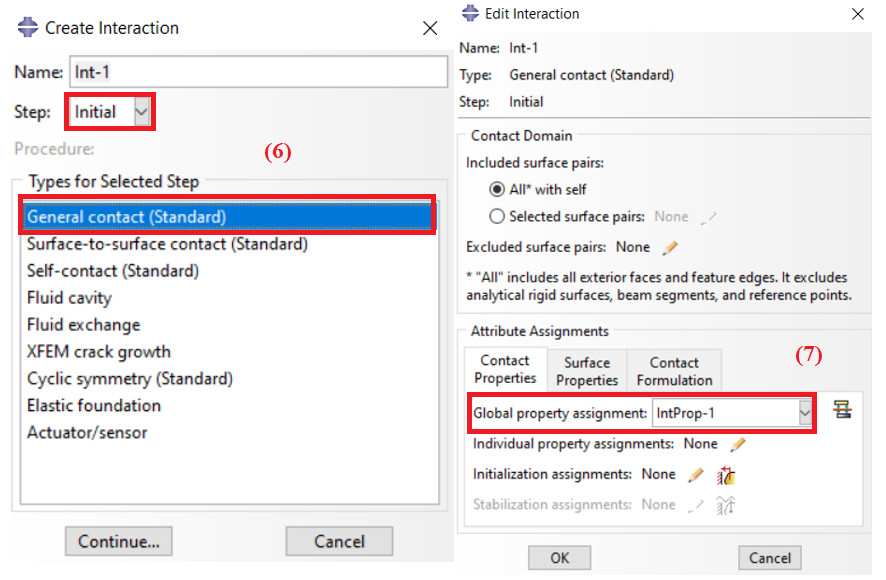 Create Interaction
Name: Int-1
Step: Initial
Procedure:
(6)
Types for Selected Step
General contact (Standard)
Surface-to-surface contact (Standard)
Self-contact (Standard)
Fluid cavity
Fluid exchange
XFEM crack growth
Cyclic symmetry (Standard)
Elastic foundation
Actuator/sensor
Continue...
Cancel
Edit Interaction
Name: Int-1
Type: General contact (Standard)
Step: Initial
Contact Domain
Included surface pairs:
All* with self
Selected surface pairs: None
Excluded surface pairs: None
* "All" includes all exterior faces and feature edges. It excludes
analytical rigid surfaces, beam segments, and reference points.
Attribute Assignments
(7)
Contact
Properties
Surface
Properties
Contact
Formulation
Global property assignment: IntProp-1
Individual property assignments: None
Initialization assignments: None
Stabilization assignments: None
OK
Cancel